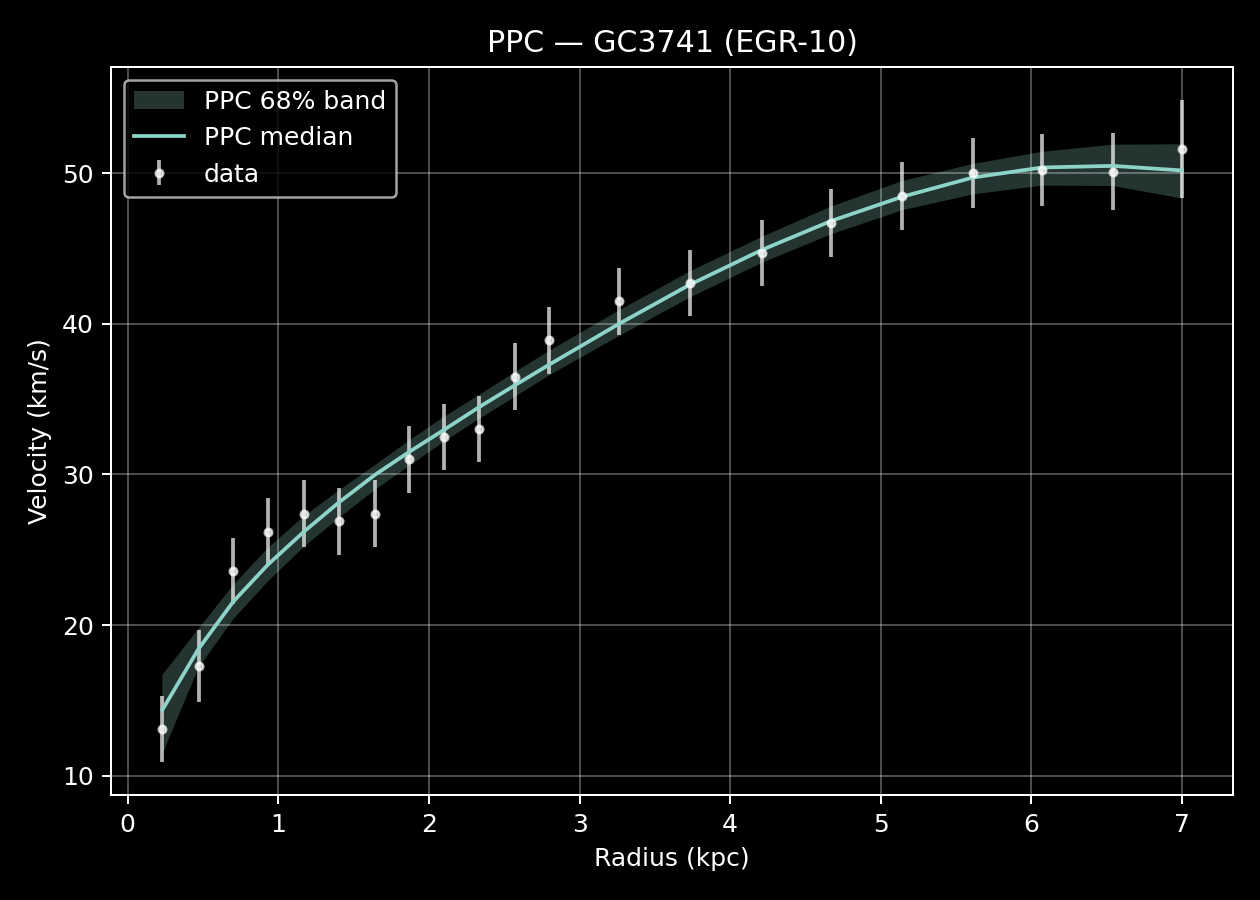 PPC — GC3741 (EGR-10)
PPC 68% band
PPC median
data
Velocity (km/s)
50
40
30
20
10
0 1 2 3 4 5 6 7
Radius (kpc)